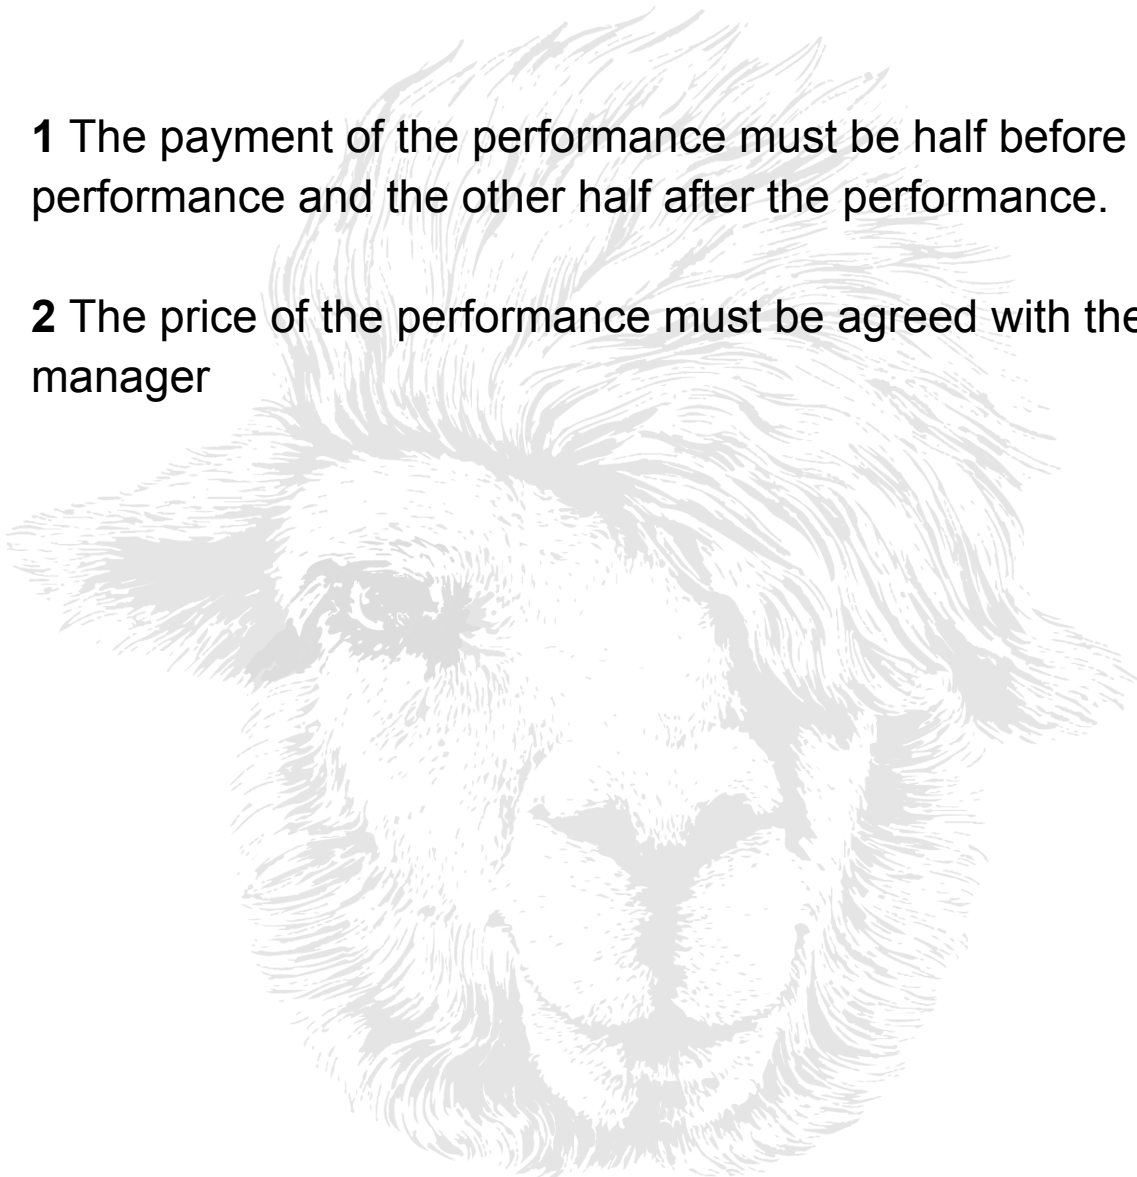 1 The payment of the performance must be half before
performance and the other half after the performance.
2 The price of the performance must be agreed with the
manager